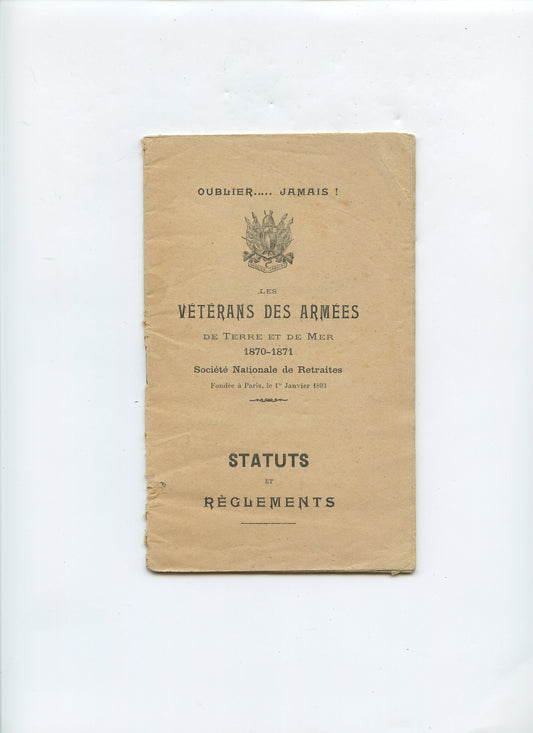 OUBLIER..... JAMAIS !
LES
VÉTÉRANS DES ARMÉES
DE TERRE ET DE MER
1870-1871
Société Nationale de Retraites
Fondée à Paris, le 1er Janvier 1893
STATUTS
ET
RÈGLEMENTS